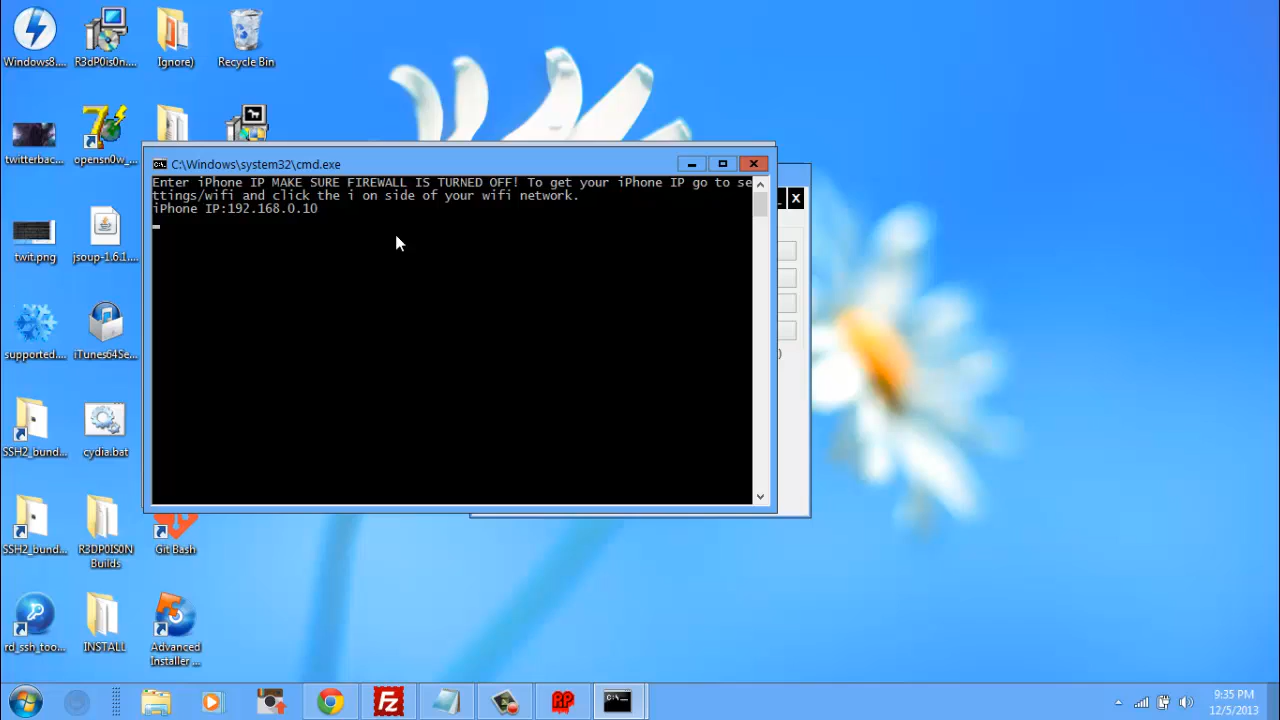 Windows8....
R3dP0is0n....
Ignore)
Recycle Bin
twitterbac...
opensn0w_...
C:\Windows\system32\cmd.exe
Enter iPhone IP MAKE SURE FIREWALL IS TURNED OFF! To get your iPhone IP go to se
ttings/wifi and click the i on side of your wifi network.
iPhone IP:192.168.0.10
X
)
twit.png
jsoup-1.6.1....
supported....
iTunes64Se...
SSH2_bund...
cydia.bat
SSH2_bund...
R3DP0IS0N
Builds
Git Bash
rd_ssh_too...
INSTALL
Advanced
Installer ...
Fz
RP
C:\
9:35 PM
12/5/2013